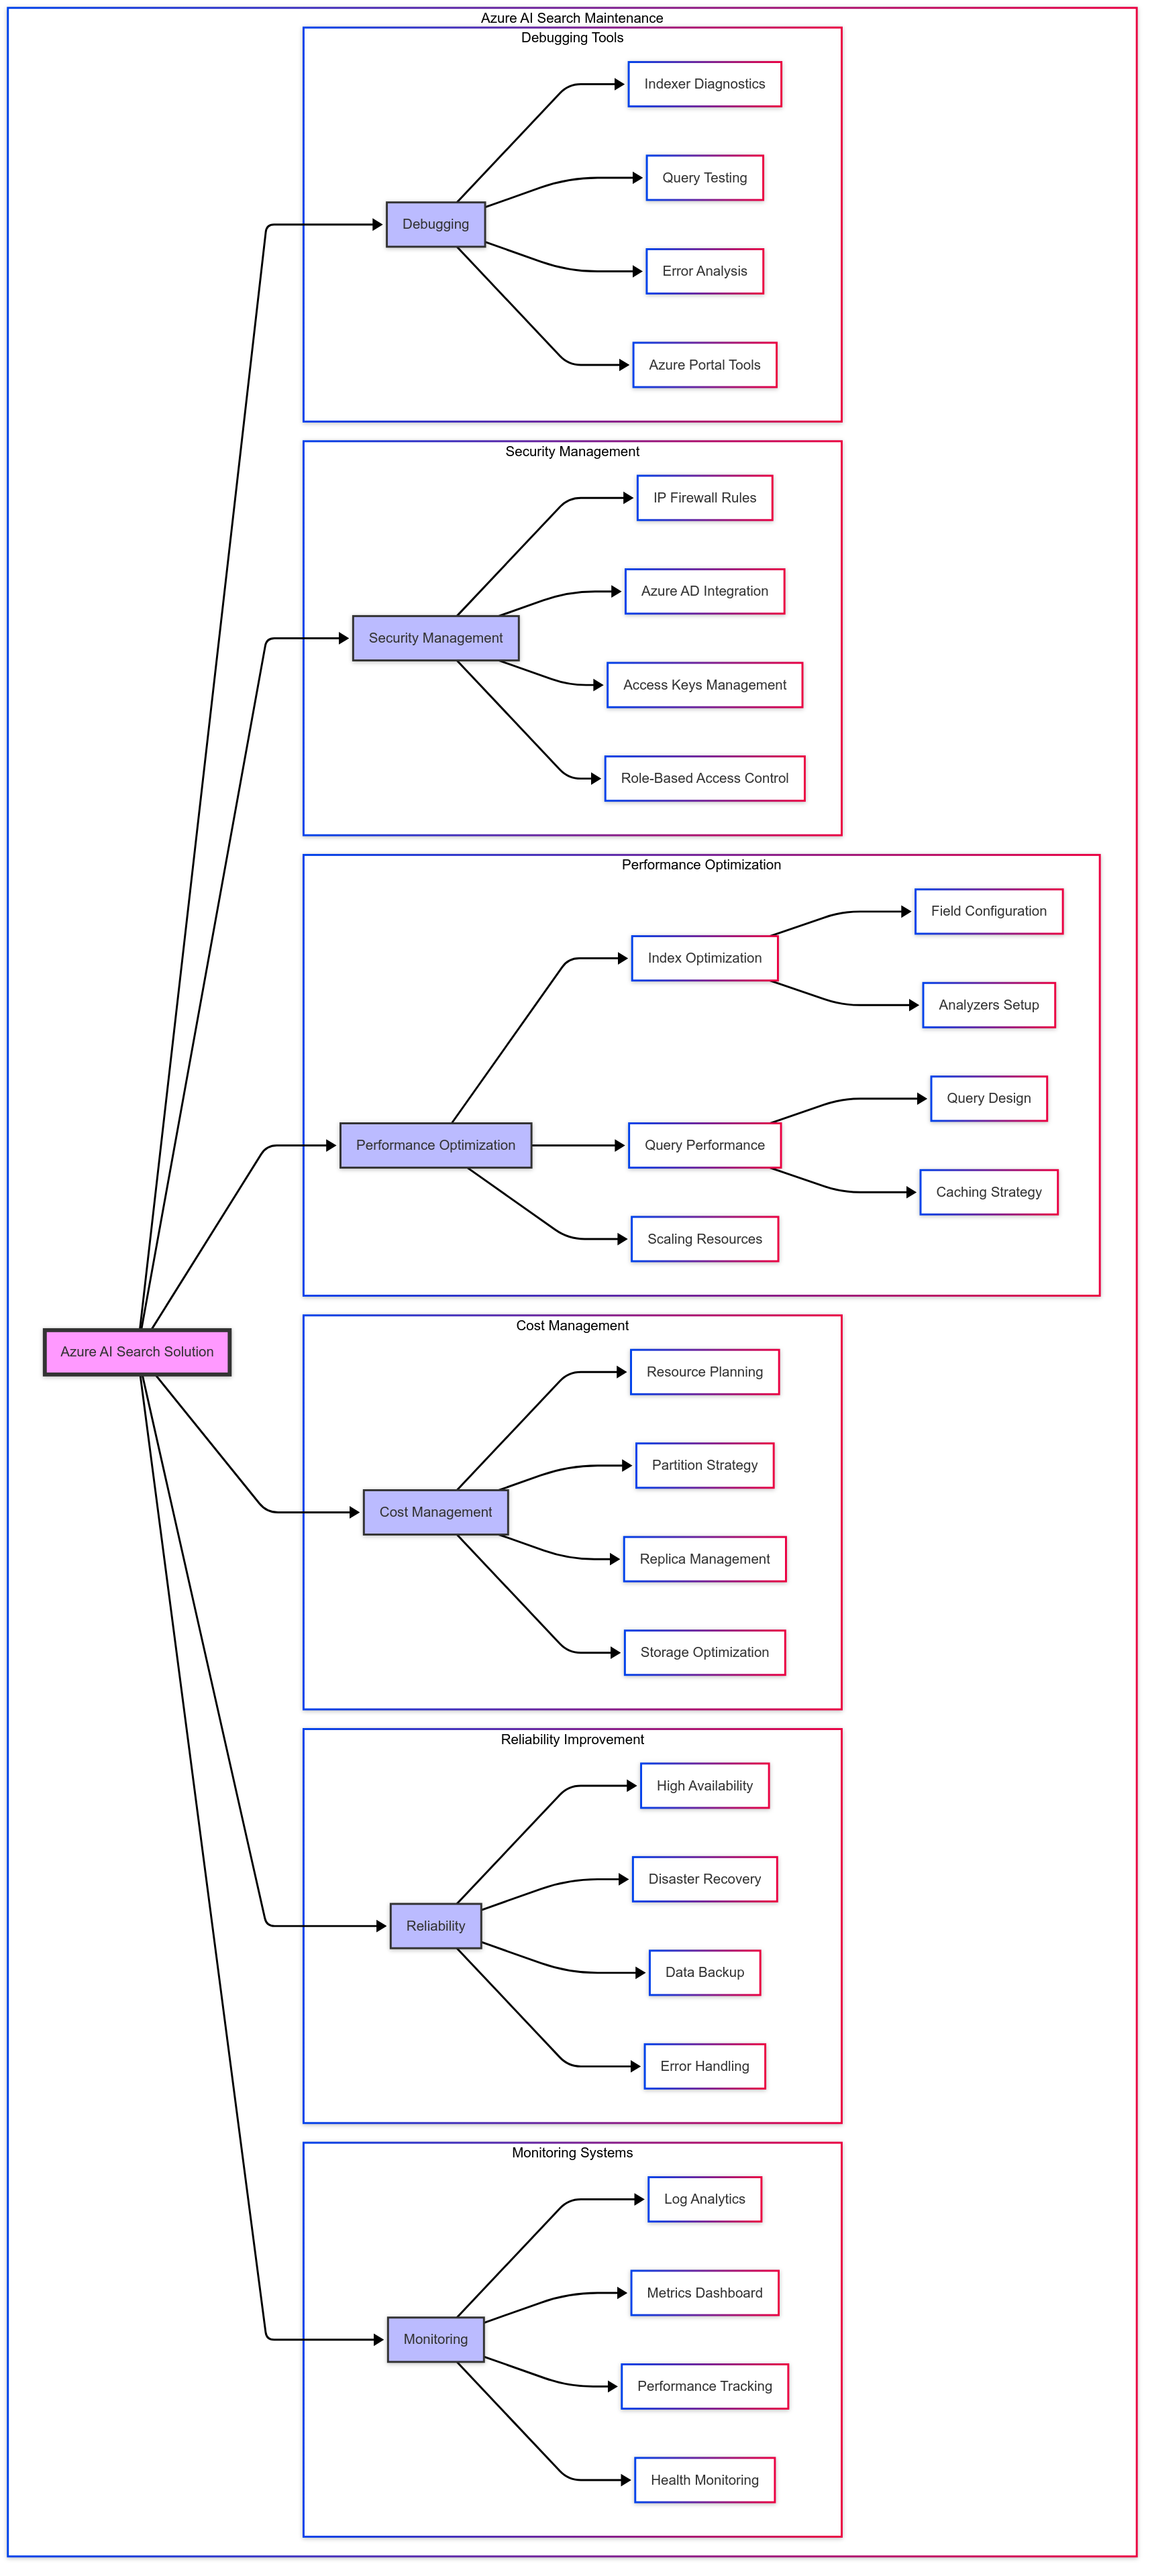 Azure AI Search Maintenance
Debugging Tools
Indexer Diagnostics
Query Testing
Debugging
Error Analysis
Azure Portal Tools
Security Management
IP Firewall Rules
Azure AD Integration
Security Management
Access Keys Management
Role-Based Access Control
Performance Optimization
Field Configuration
Index Optimization
Analyzers Setup
Query Design
Performance Optimization
Query Performance
Caching Strategy
Scaling Resources
Azure AI Search Solution
Cost Management
Resource Planning
Partition Strategy
Cost Management
Replica Management
Storage Optimization
Reliability Improvement
High Availability
Disaster Recovery
Reliability
Data Backup
Error Handling
Monitoring Systems
Log Analytics
Metrics Dashboard
Monitoring
Performance Tracking
Health Monitoring